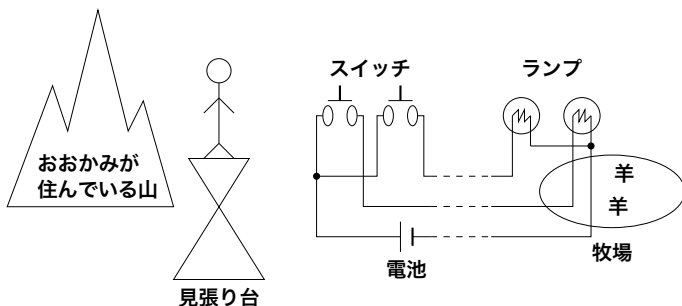 スイッチ
ランプ
おおかみが
住んでいる山
羊
羊
牧場
電池
見張り台